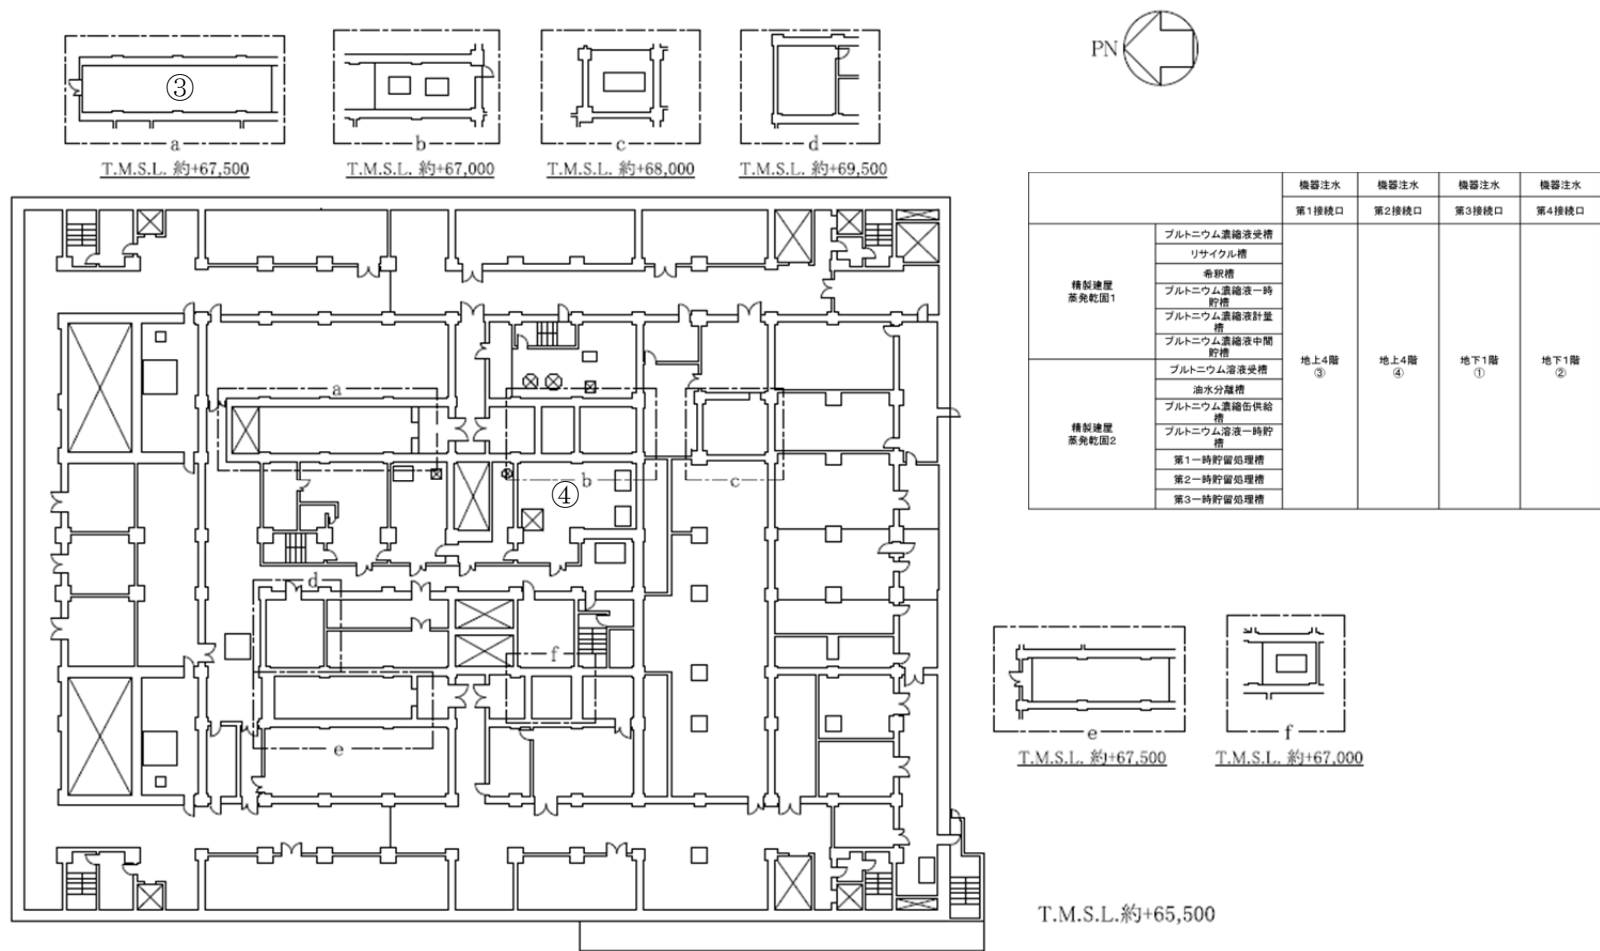 PN
③
a
T.M.S.L. 約+67,500
b
T.M.S.L. 約+67,000
c
T.M.S.L. 約+68,000
d
T.M.S.L. 約+69,500
機器注水 機器注水 機器注水 機器注水
第1接続口 第2接続口 第3接続口 第4接続口
精製建屋
蒸発乾固1
プルトニウム濃縮液受槽
リサイクル槽
希釈槽
プルトニウム濃縮液一時
貯槽
プルトニウム濃縮液計量
槽
プルトニウム濃縮液中間
貯槽
精製建屋
蒸発乾固2
プルトニウム溶液受槽
油水分離槽
プルトニウム濃縮缶供給
槽
プルトニウム溶液一時貯
槽
第1一時貯留処理槽
第2一時貯留処理槽
第3一時貯留処理槽
地上4階 地上4階 地下1階 地下1階
③ ④ ① ②
a
b
c
④
d
f
e
e
T.M.S.L. 約+67,500
f
T.M.S.L. 約+67,000
T.M.S.L.約+65,500